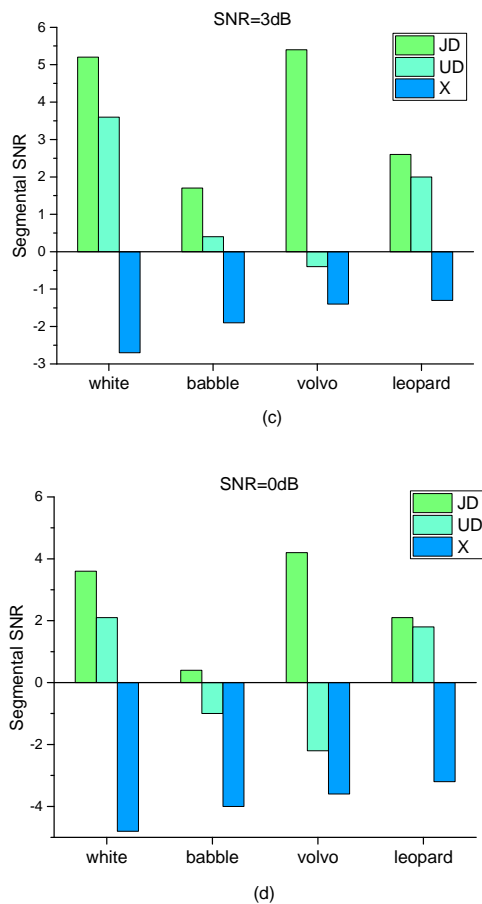 SNR=3dB
6
5
4
3
2
1
0
-1
-2
-3
Segmental SNR
JD
UD
X
white babble volvo leopard
(c)
SNR=0dB
6
4
2
0
-2
-4
Segmental SNR
JD
UD
X
white babble volvo leopard
(d)